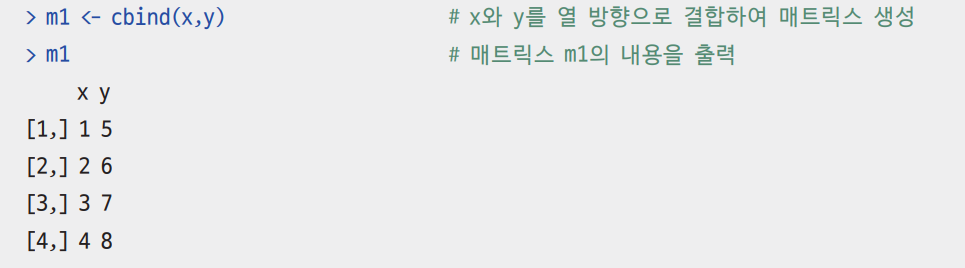 > m1 <- cbind(x,y) # x와 y를 열 방향으로 결합하여 매트릭스 생성
> m1 # 매트릭스 m1의 내용을 출력
x y
[1,] 1 5
[2,] 2 6
[3,] 3 7
[4,] 4 8